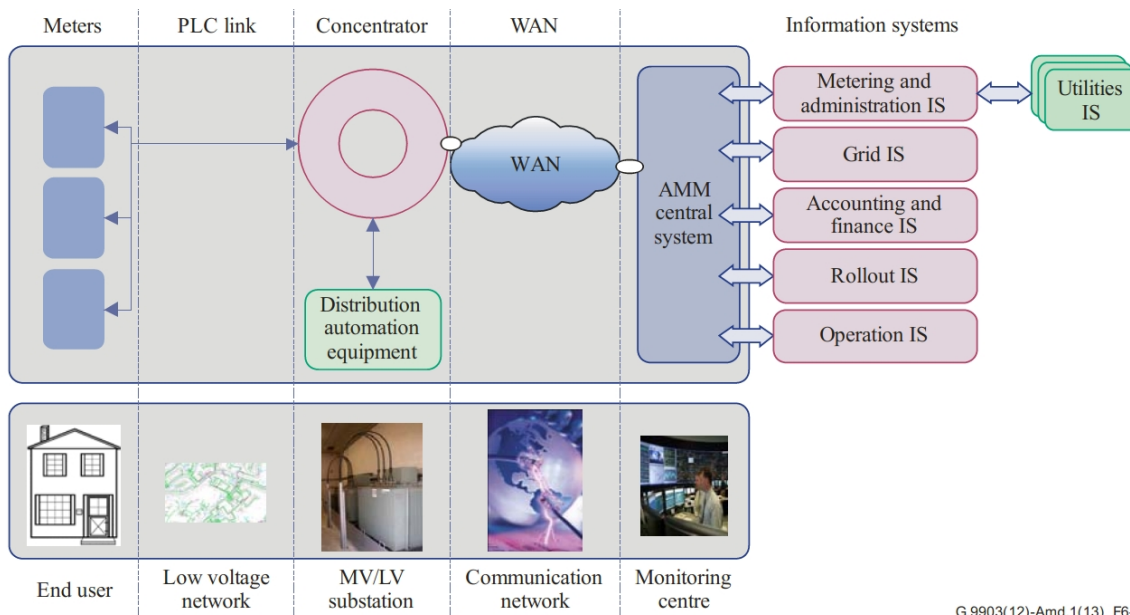 Meters
PLC link
Concentrator
WAN
Information systems
WAN
AMM
central
system
Metering and
administration IS
Utilities
IS
Grid IS
Accounting and
finance IS
Rollout IS
Operation IS
Distribution
automation
equipment
End user
Low voltage
network
MV/LV
substation
Communication
network
Monitoring
centre
G.9903(12)-Amd.1(13)_F6